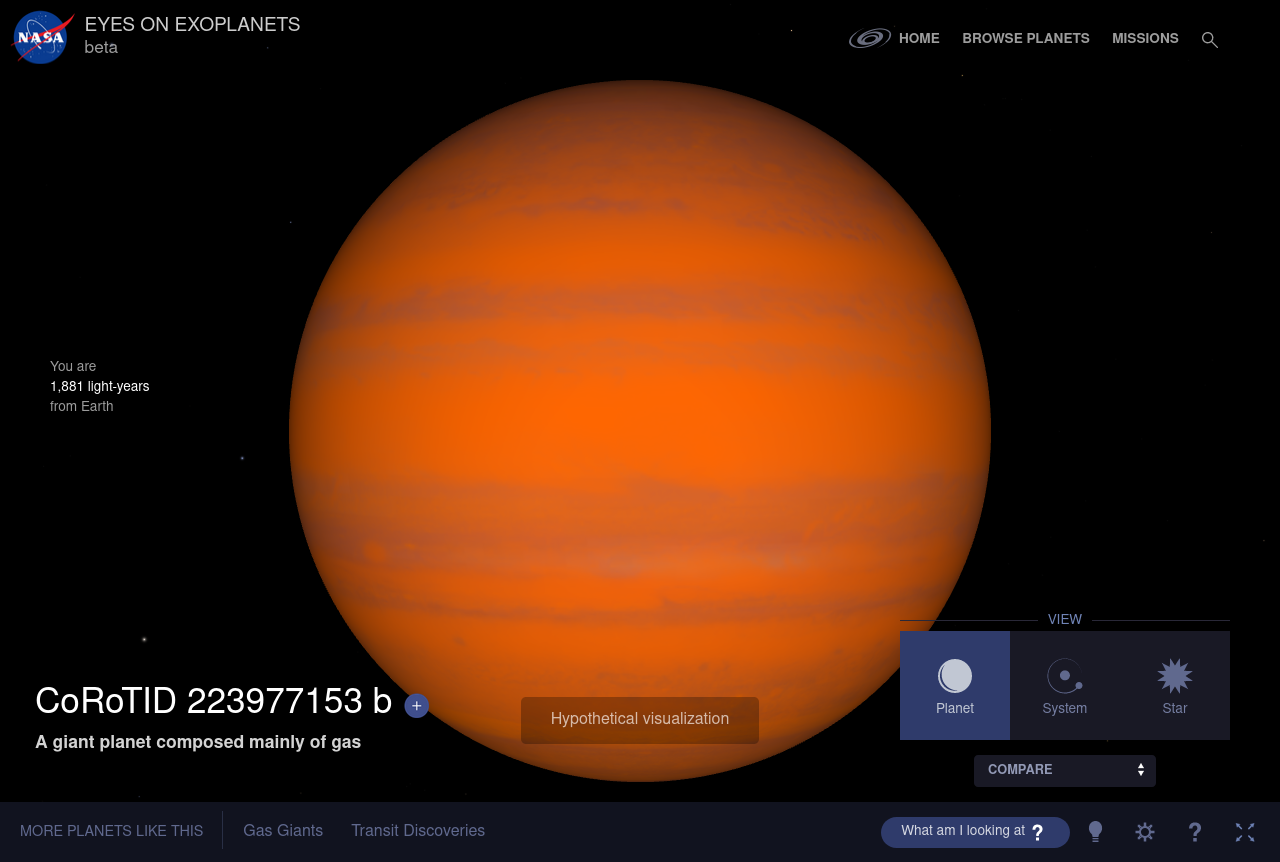 NASA
EYES ON EXOPLANETS
beta
HOME
BROWSE PLANETS
MISSIONS
You are
1,881 light-years
from Earth
VIEW
Planet
System
Star
CoRoTID 223977153 b +
A giant planet composed mainly of gas
Hypothetical visualization
COMPARE
MORE PLANETS LIKE THIS
Gas Giants
Transit Discoveries
What am I looking at ?
?